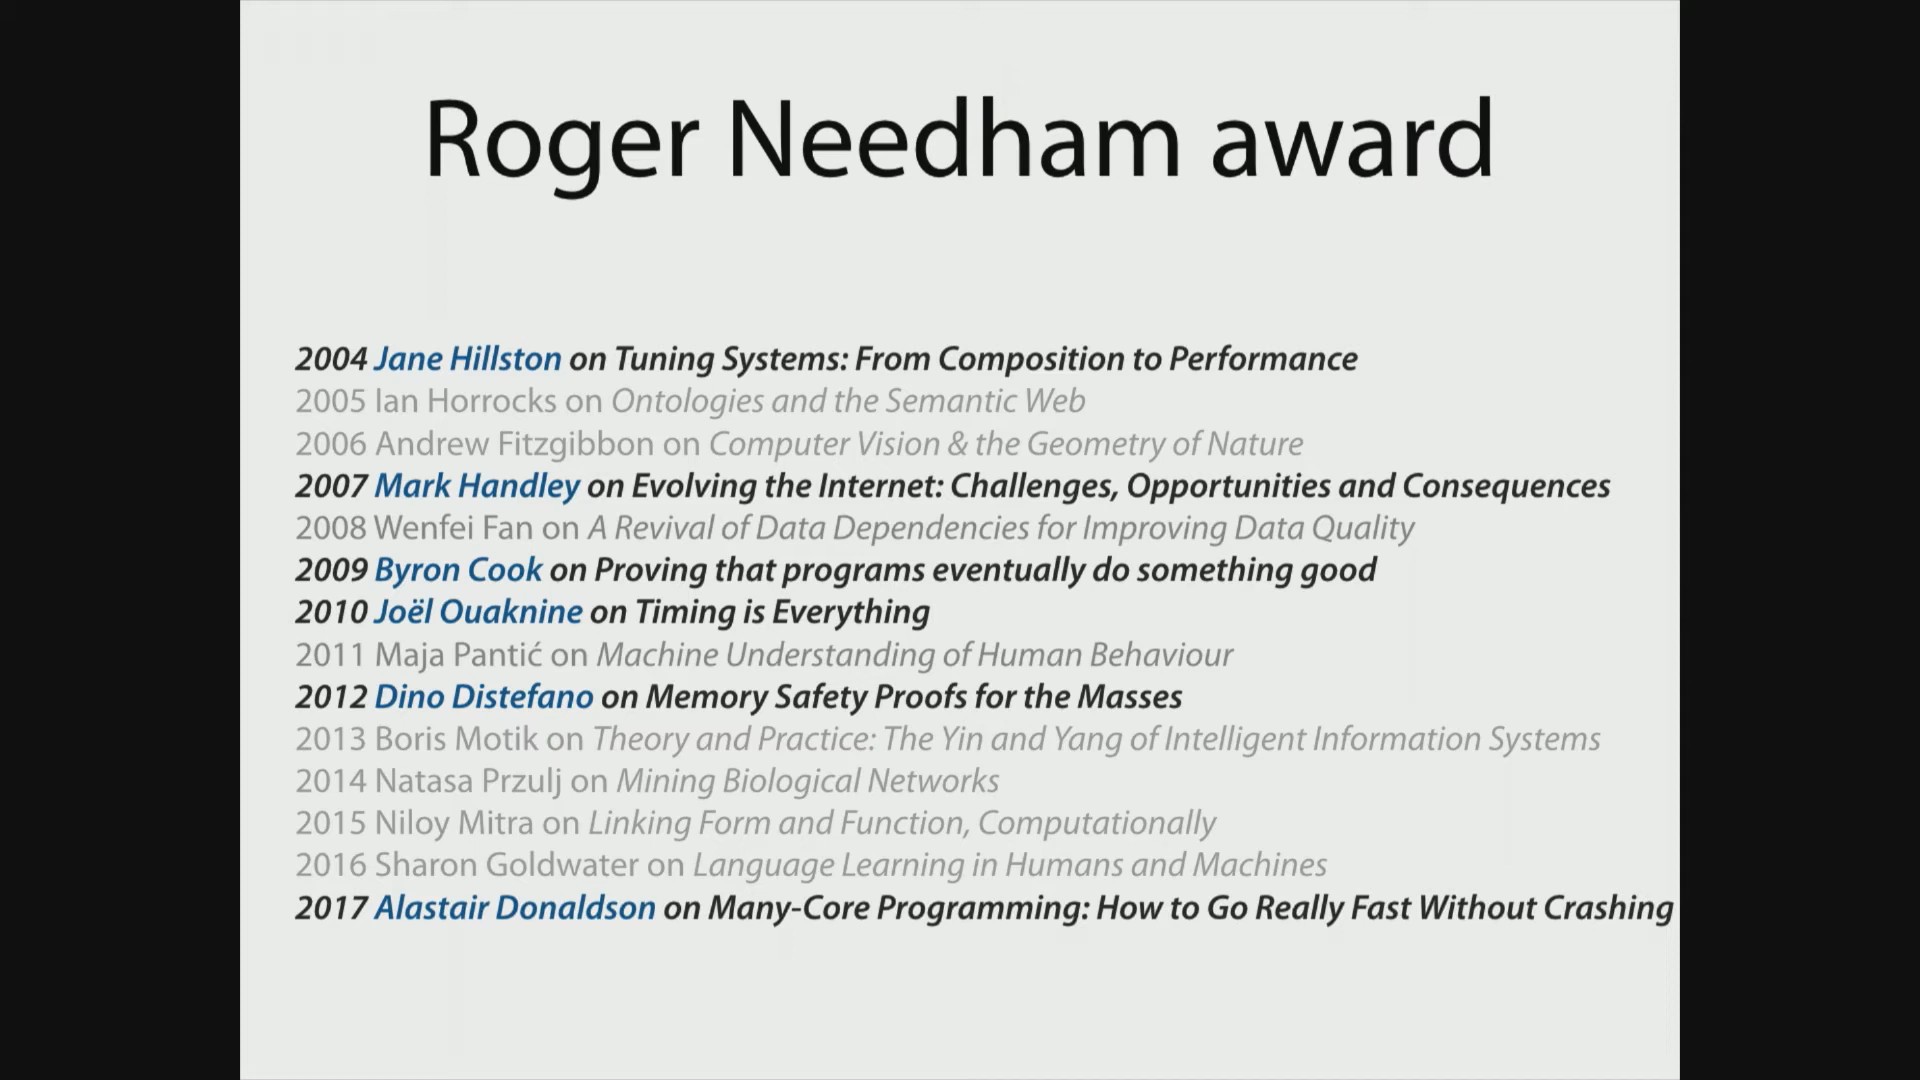 Roger Needham award
2004 Jane Hillston on Tuning Systems: From Composition to Performance
2005 Ian Horrocks on Ontologies and the Semantic Web
2006 Andrew Fitzgibbon on Computer Vision & the Geometry of Nature
2007 Mark Handley on Evolving the Internet: Challenges, Opportunities and Consequences
2008 Wenfei Fan on A Revival of Data Dependencies for Improving Data Quality
2009 Byron Cook on Proving that programs eventually do something good
2010 Joël Ouaknine on Timing is Everything
2011 Maja Pantić on Machine Understanding of Human Behaviour
2012 Dino Distefano on Memory Safety Proofs for the Masses
2013 Boris Motik on Theory and Practice: The Yin and Yang of Intelligent Information Systems
2014 Natasa Przulj on Mining Biological Networks
2015 Niloy Mitra on Linking Form and Function, Computationally
2016 Sharon Goldwater on Language Learning in Humans and Machines
2017 Alastair Donaldson on Many-Core Programming: How to Go Really Fast Without Crashing